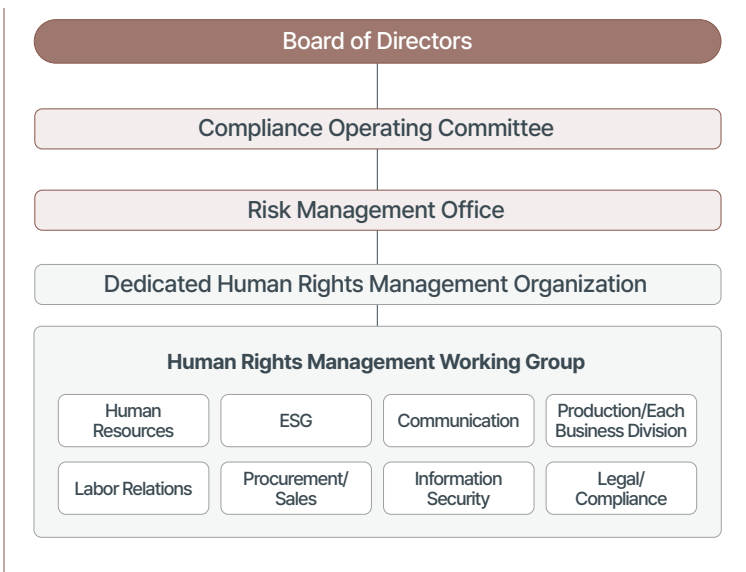 Board of Directors
Compliance Operating Committee
Risk Management Office
Dedicated Human Rights Management Organization
Human Rights Management Working Group
Human
Resources
ESG
Communication
Production/Each
Business Division
Labor Relations
Procurement/
Sales
Information
Security
Legal/
Compliance